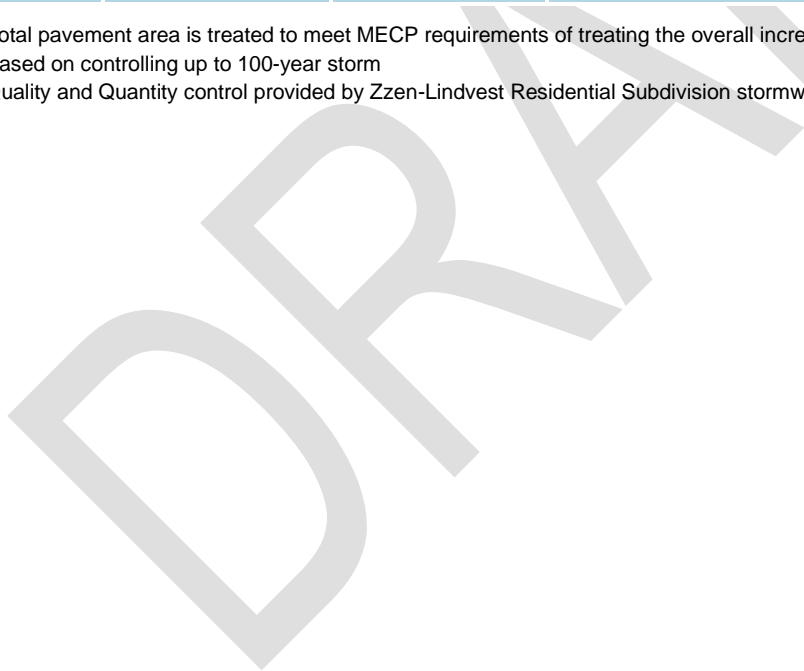 otal pavement area is treated to meet MECP requirements of treating the overall incre
ased on controlling up to 100-year storm
uality and Quantity control provided by Zzen-Lindvest Residential Subdivision stormw
DRA